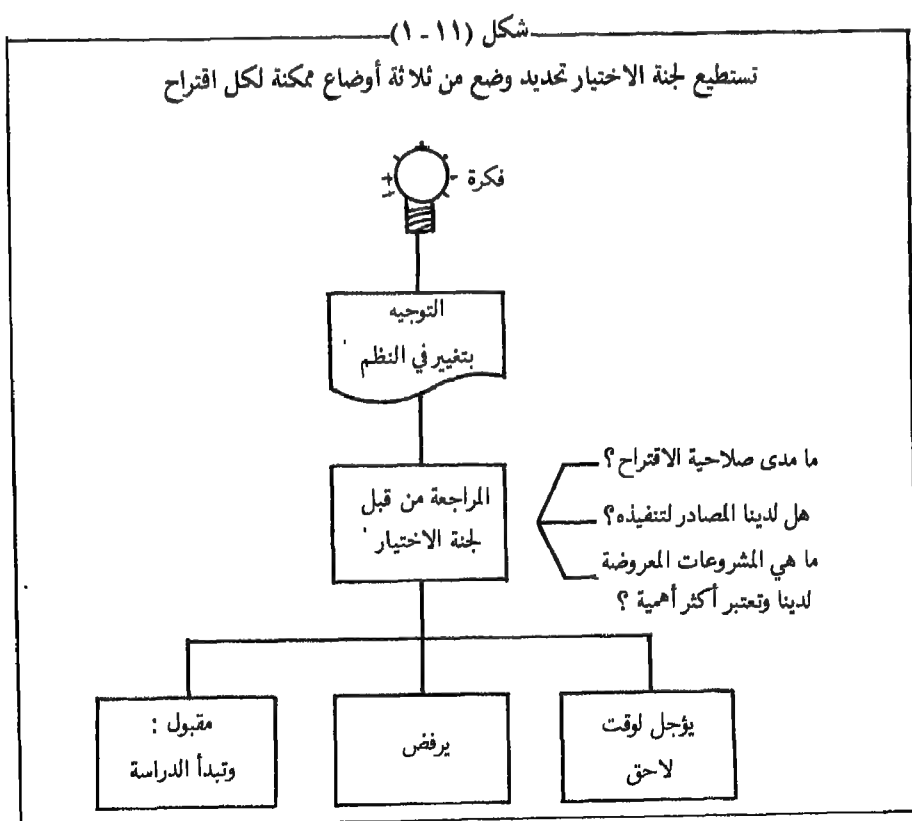 شكل (١١ - ١)
تستطيع لجنة الاختيار تحديد وضع من ثلاثة أوضاع ممكنة لكل اقتراح
فكرة
التوجيه
بتغيير في النظم
المراجعة من قبل
لجنة الاختيار
ما مدى صلاحية الاقتراح؟
هل لدينا المصادر لتنفيذه؟
ما هي المشروعات المعروضة
لدينا وتعتبر أكثر أهمية ؟
يؤجل لوقت
لاحق
يرفض
مقبول :
وتبدأ الدراسة